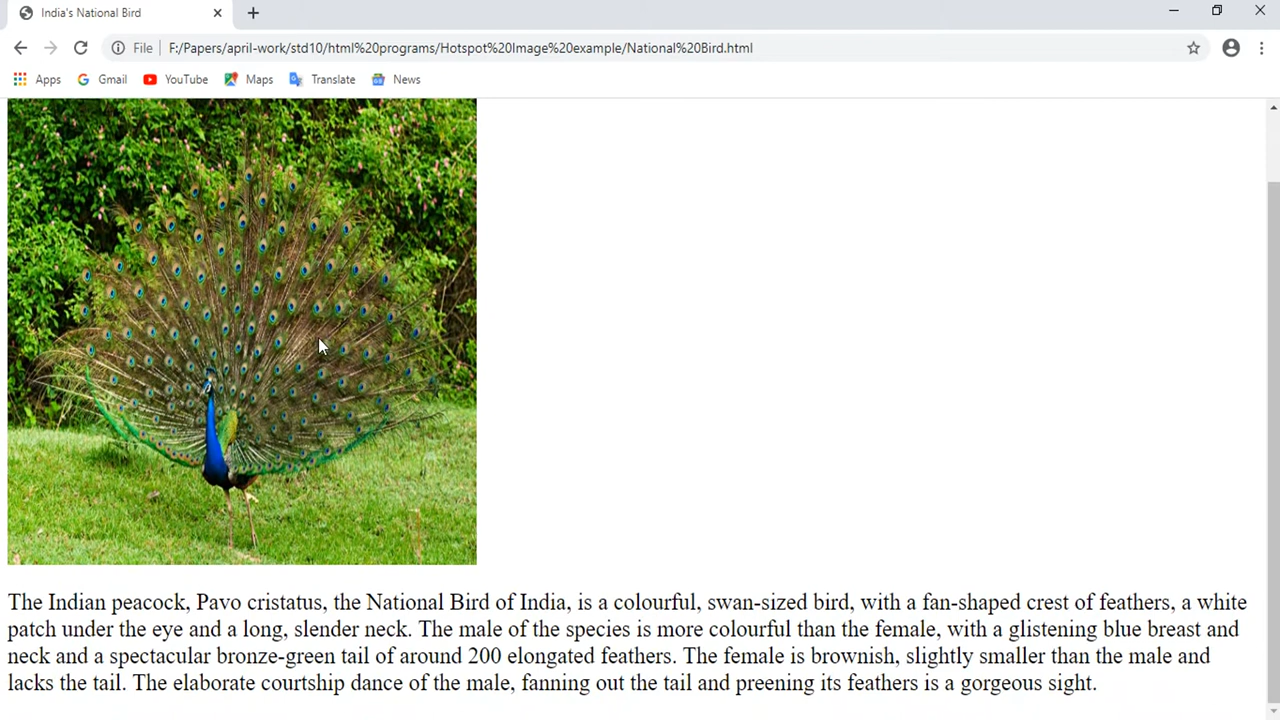 India's National Bird
File F:/Papers/april-work/std10/html%20programs/Hotspot%20Image%20example/National%20Bird.html
Apps Gmail YouTube Maps Translate News
The Indian peacock, Pavo cristatus, the National Bird of India, is a colourful, swan-sized bird, with a fan-shaped crest of feathers, a white
patch under the eye and a long, slender neck. The male of the species is more colourful than the female, with a glistening blue breast and
neck and a spectacular bronze-green tail of around 200 elongated feathers. The female is brownish, slightly smaller than the male and
lacks the tail. The elaborate courtship dance of the male, fanning out the tail and preening its feathers is a gorgeous sight.